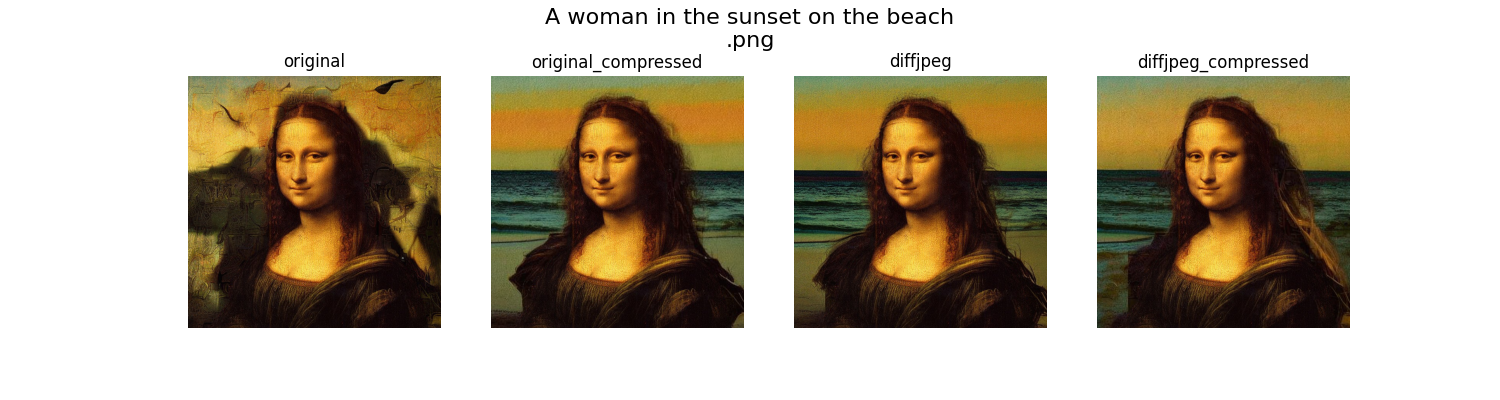 A woman in the sunset on the beach
.png
original
original_compressed
diffjpeg
diffjpeg_compressed